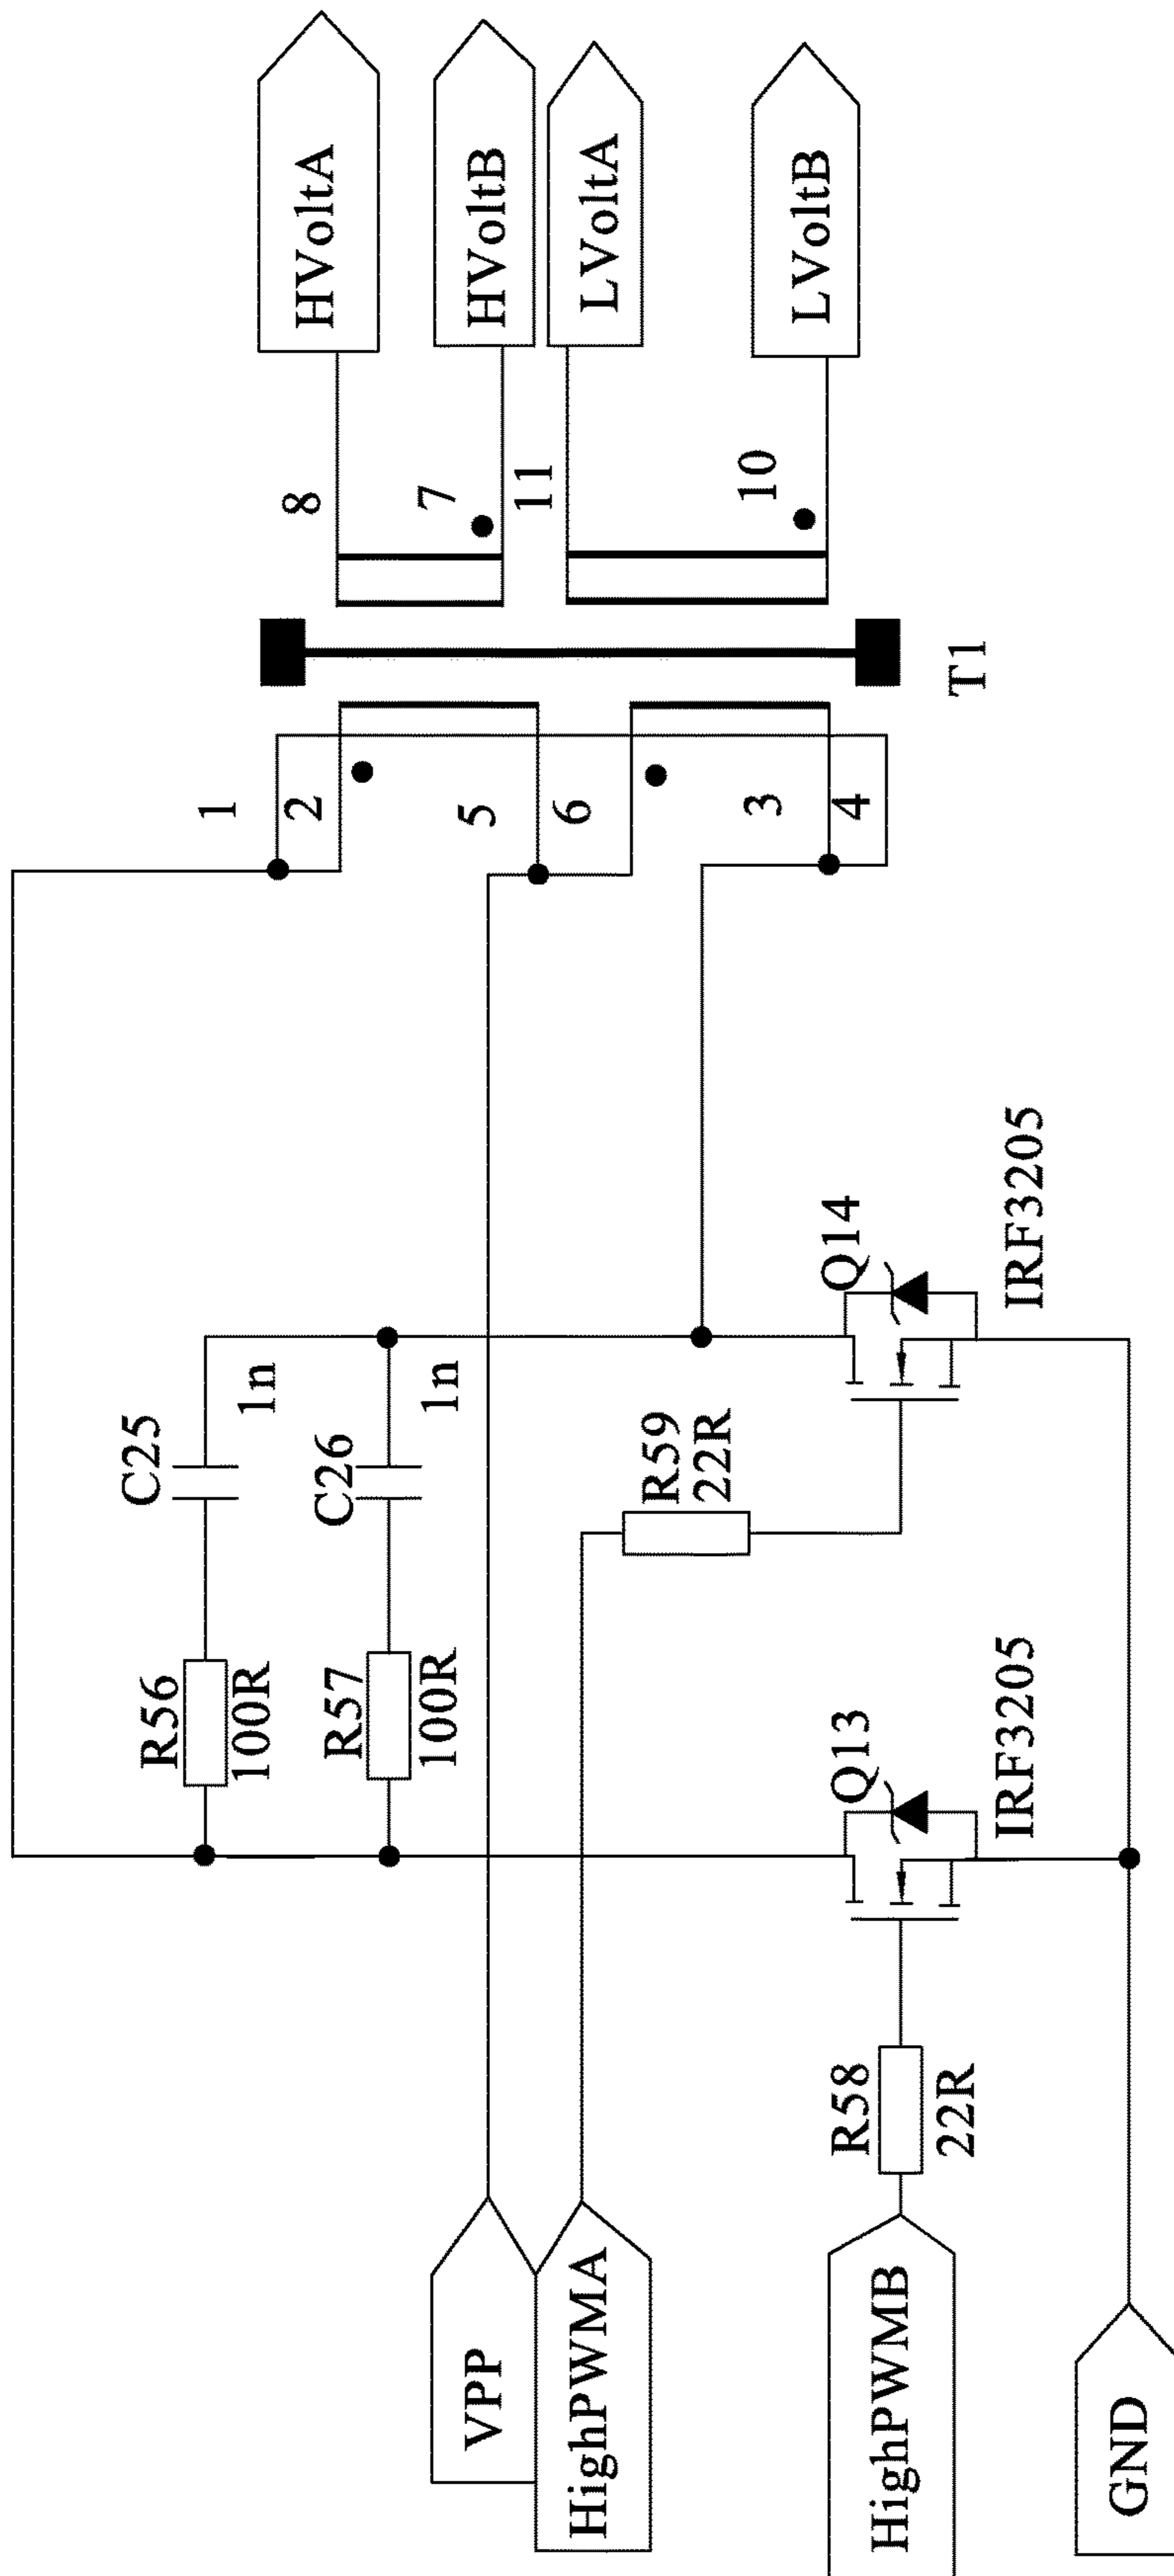 VPP
HighPWMA
HighPWMB
GND
R56
100R
R57
100R
C25
1n
C26
1n
R58
22R
R59
22R
Q13
IRF3205
Q14
IRF3205
1
2
5
6
3
4
T1
8
7
11
10
HVoltA
HVoltB
LVoltA
LVoltB